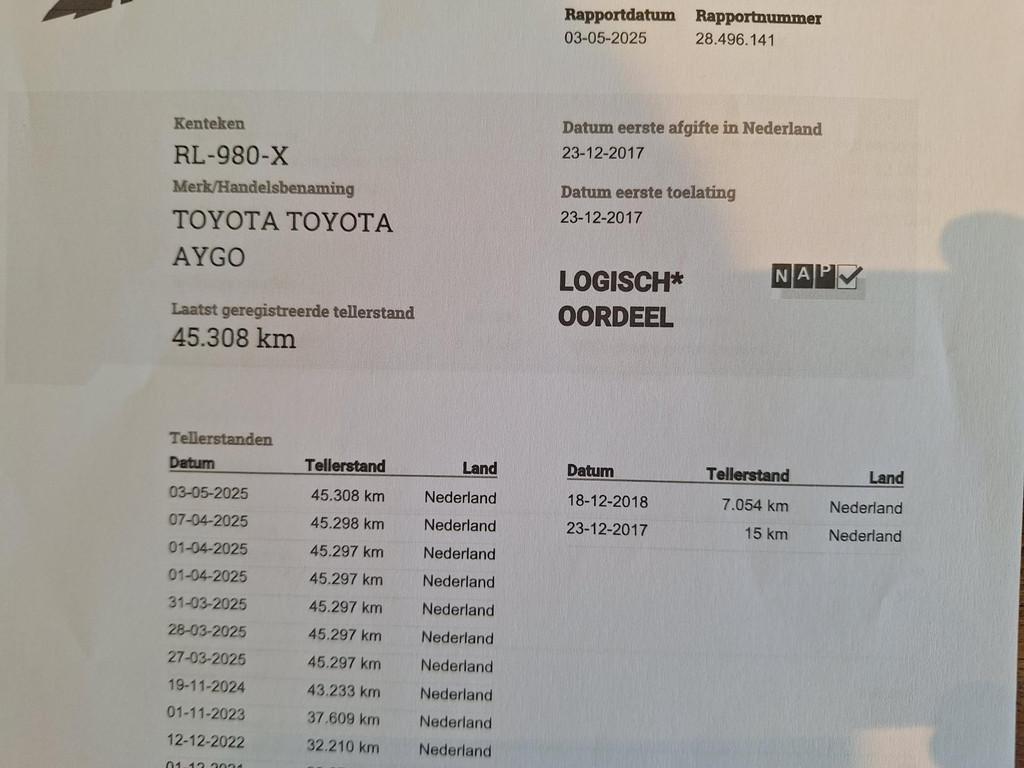 Rapportdatum Rapportnummer
03-05-2025 28.496.141
Kenteken
RL-980-X
Merk/Handelsbenaming
TOYOTA TOYOTA
AYGO
Laatst geregistreerde tellerstand
45.308 km
Datum eerste afgifte in Nederland
23-12-2017
Datum eerste toelating
23-12-2017
LOGISCH*
OORDEEL
NAP
Tellerstanden
Datum Tellerstand Land
03-05-2025 45.308 km Nederland
07-04-2025 45.298 km Nederland
01-04-2025 45.297 km Nederland
01-04-2025 45.297 km Nederland
31-03-2025 45.297 km Nederland
28-03-2025 45.297 km Nederland
27-03-2025 45.297 km Nederland
19-11-2024 43.233 km Nederland
01-11-2023 37.609 km Nederland
12-12-2022 32.210 km Nederland
Datum Tellerstand Land
18-12-2018 7.054 km Nederland
23-12-2017 15 km Nederland